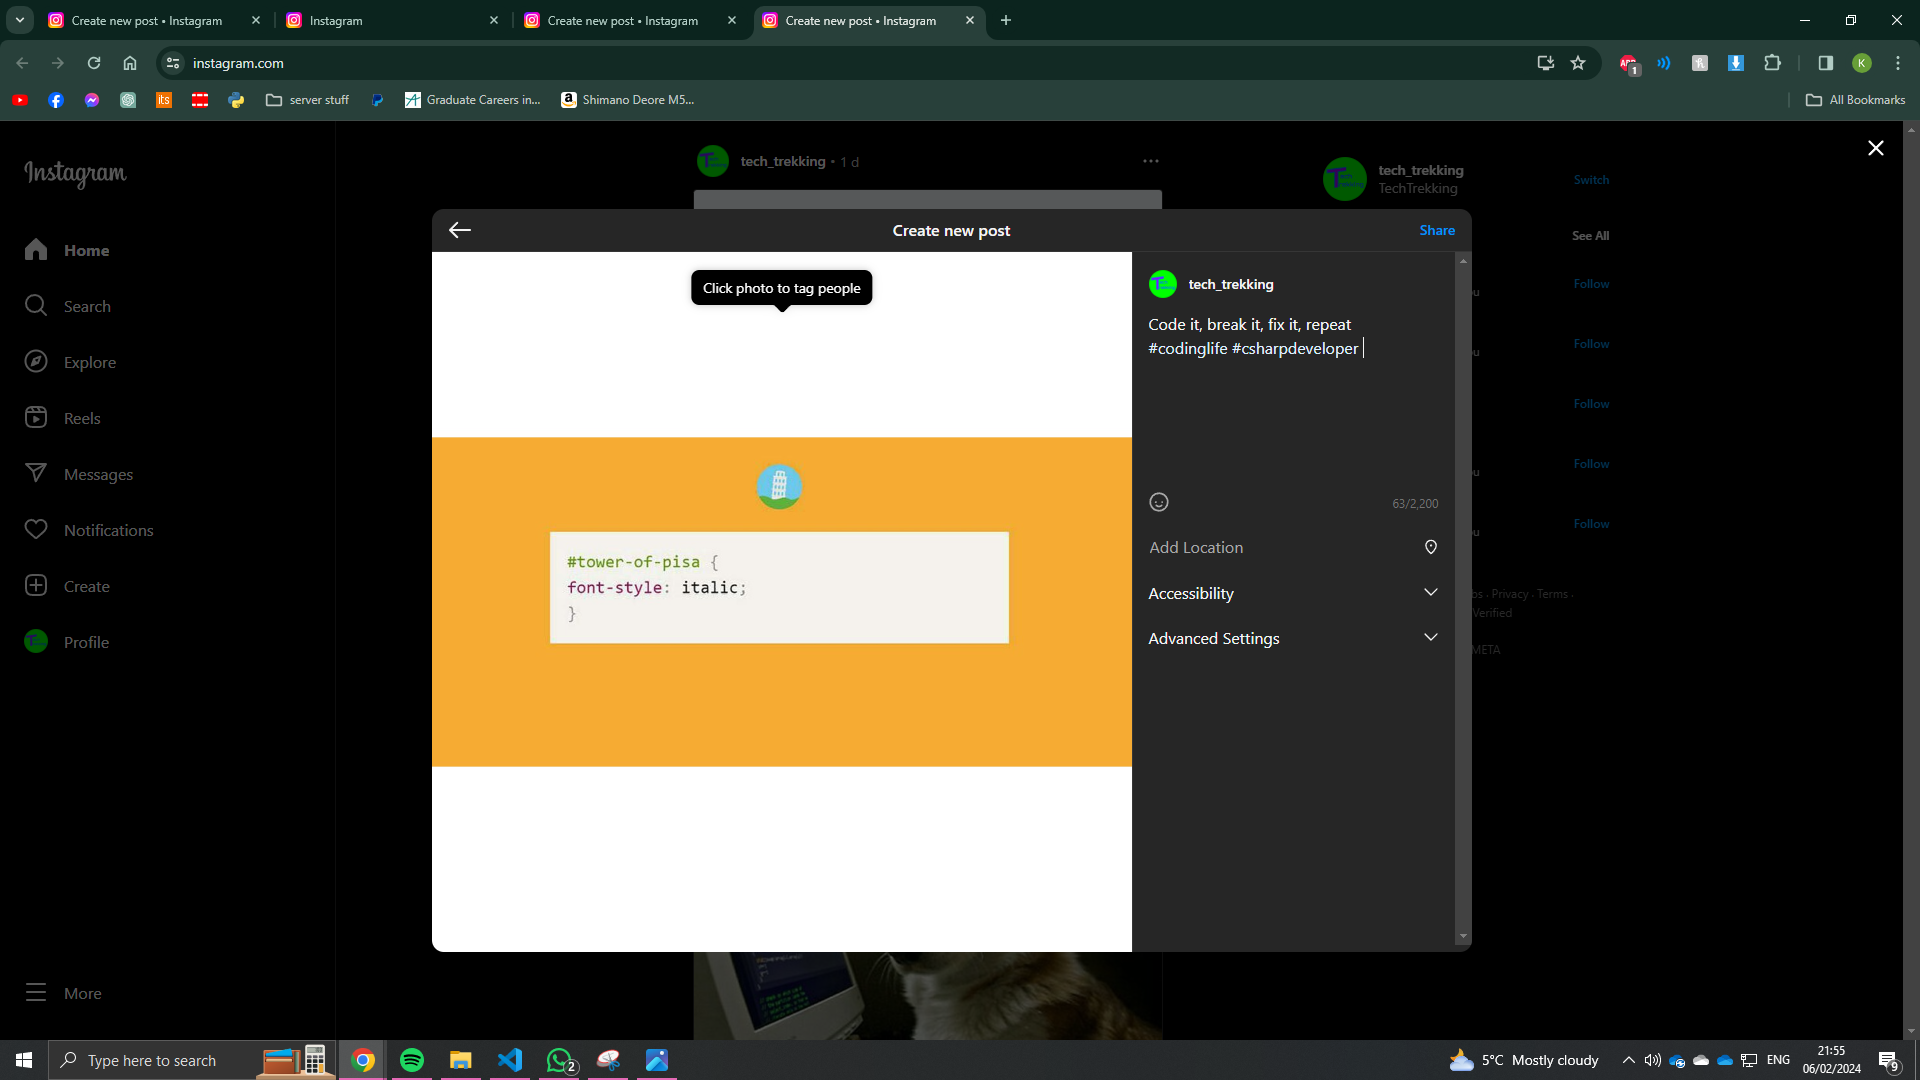 Create new post • Instagram
Instagram
Create new post • Instagram
Create new post • Instagram
instagram.com
ABP
1
K
its
server stuff
Graduate Careers in...
Shimano Deore M5...
All Bookmarks
Instagram
tech_trekking • 1 d
tech_trekking
TechTrekking
Switch
Create new post
Share
See All
Home
Search
Explore
Reels
Messages
Notifications
Create
Profile
More
Click photo to tag people
tech_trekking
Code it, break it, fix it, repeat
#codinglife #csharpdeveloper
63/2,200
Add Location
Accessibility
Advanced Settings
#tower-of-pisa {
font-style: italic;
}
Follow
Follow
Follow
Follow
Follow
Privacy · Terms ·
Verified
META
Type here to search
2
5°C Mostly cloudy
ENG
21:55
06/02/2024
9